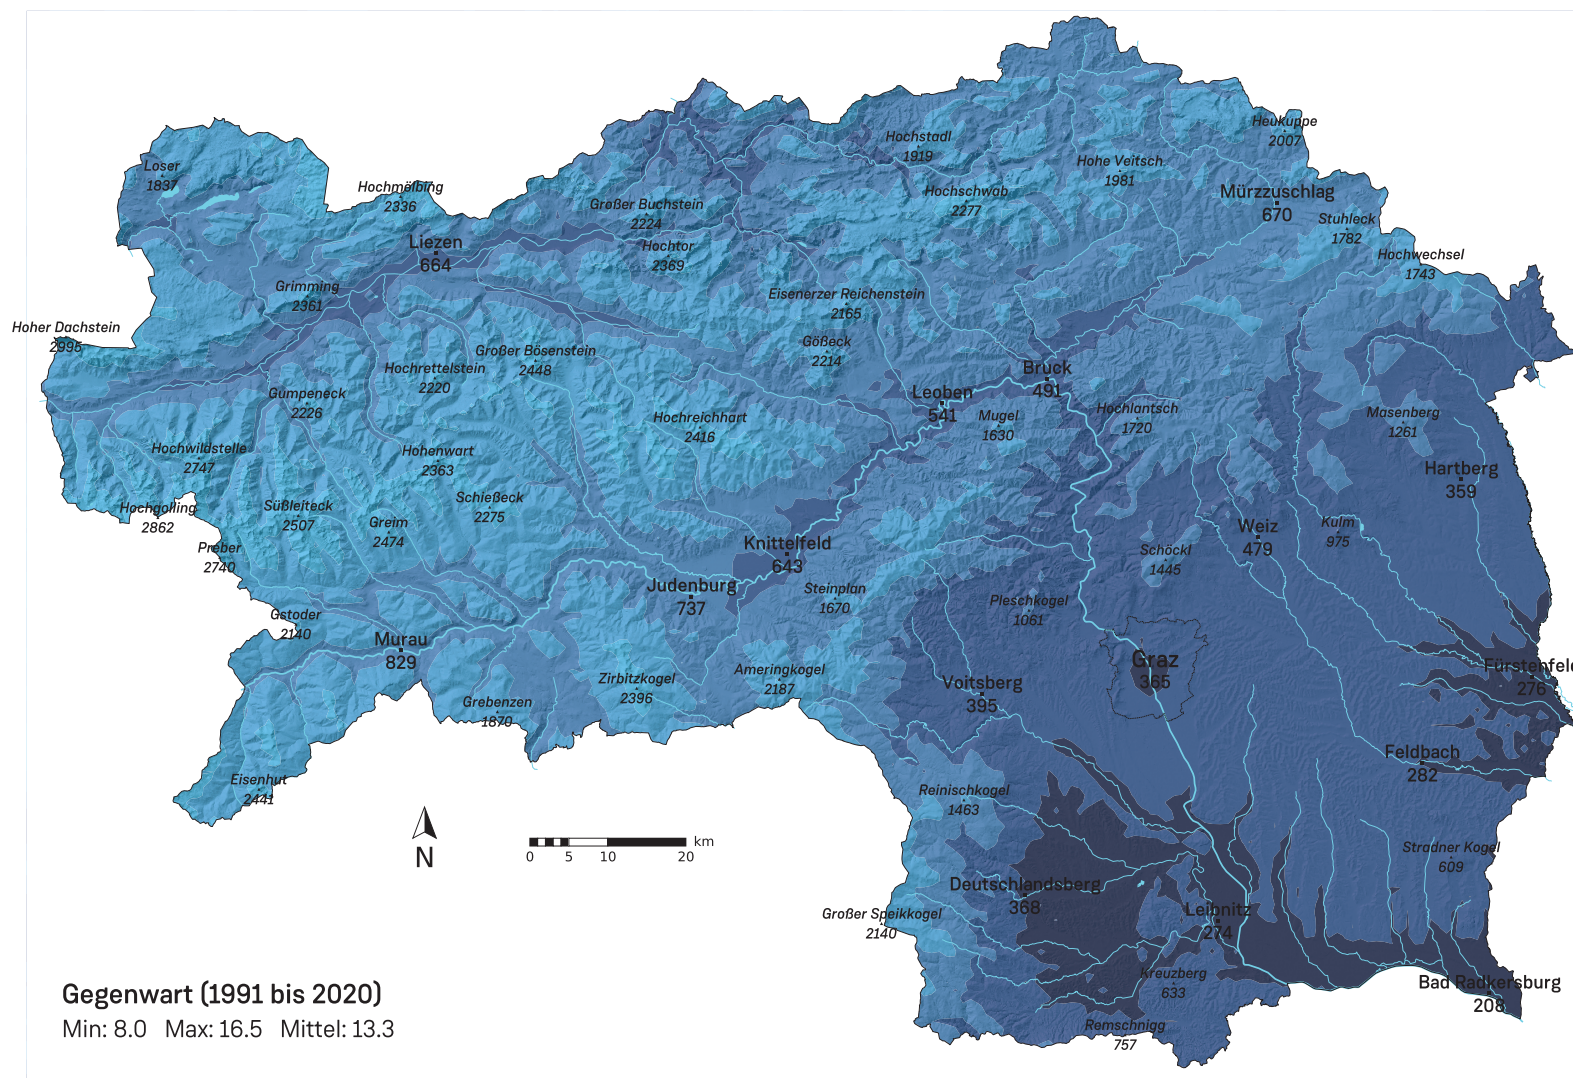 Heukuppe
2007
Hochstadl
1919
Hohe Veitsch
1981
Loser
1837
Hochmölbing
2336
Hochschwab
2277
Mürzzuschlag
670
Großer Buchstein
2224
Stuhleck
1782
Liezen
664
Hochtor
2369
Hochwechsel
1743
Grimming
2361
Eisenerzer Reichenstein
2165
Hoher Dachstein
2995
Gößeck
2214
Großer Bösenstein
2448
Hochrettelstein
2220
Bruck
491
Gumpeneck
2226
Leoben
541
Hochreichhart
2416
Mugel
1630
Hochlantsch
1720
Masenberg
1261
Hochwildstelle
2747
Hohenwart
2363
Hartberg
359
Schießeck
2275
Hochgolling
2862
Süßleiteck
2507
Greim
2474
Weiz
479
Kulm
975
Preber
2740
Knittelfeld
643
Schöckl
1445
Judenburg
737
Steinplan
1670
Pleschkogel
1061
Gstoder
2140
Murau
829
Graz
365
Fürstenfeld
276
Zirbitzkogel
2396
Ameringkogel
2187
Voitsberg
395
Grebenzen
1870
Feldbach
282
Eisenhut
2441
Reinischkogel
1463
N
0 5 10 20 km
Stradner Kogel
609
Deutschlandsberg
368
Großer Speikkogel
2140
Leibnitz
274
Kreuzberg
633
Bad Radkersburg
208
Remschnigg
757
Gegenwart (1991 bis 2020)
Min: 8.0 Max: 16.5 Mittel: 13.3